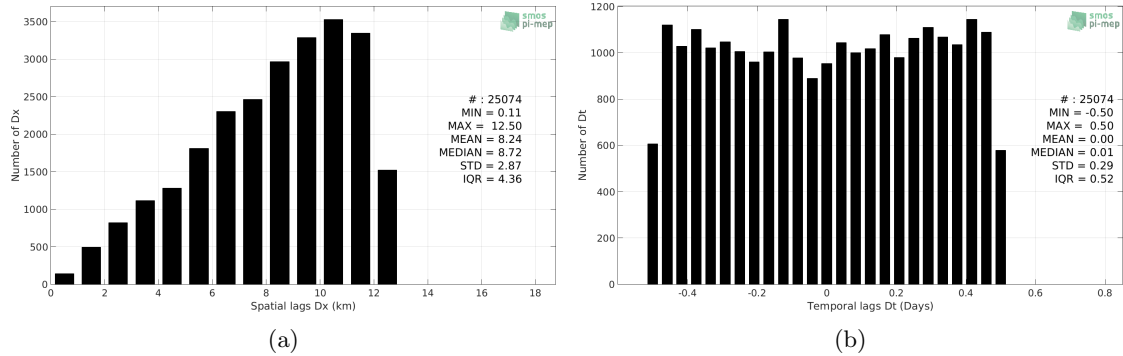 smos
pi-mep
3500
3000
2500
2000
1500
1000
500
0
Number of Dx
# : 25074
MIN = 0.11
MAX = 12.50
MEAN = 8.24
MEDIAN = 8.72
STD = 2.87
IQR = 4.36
0 2 4 6 8 10 12 14 16 18
Spatial lags Dx (km)
(a)
smos
pi-mep
1200
1000
800
600
400
200
0
Number of Dt
# : 25074
MIN = -0.50
MAX = 0.50
MEAN = 0.00
MEDIAN = 0.01
STD = 0.29
IQR = 0.52
-0.4 -0.2 0 0.2 0.4 0.6 0.8
Temporal lags Dt (Days)
(b)